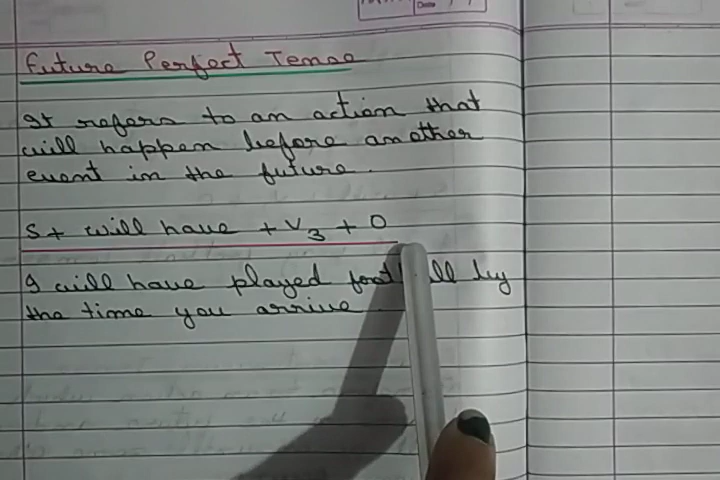 Date
Future Perfect Tense
It refers to an action that
will happen before another
event in the future.
S+ will have + V3 + O
I will have played football by
the time you arrive.